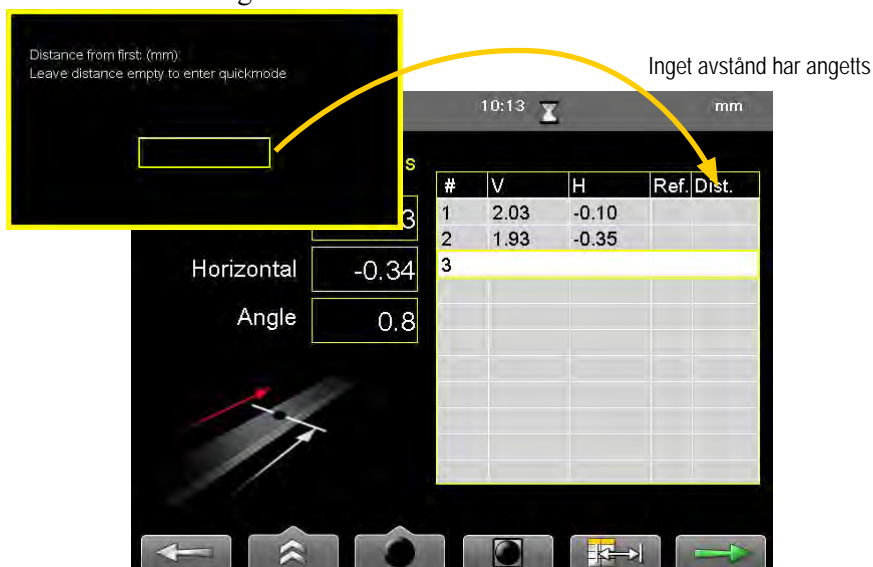 Distance from first: (mm):
Leave distance empty to enter quickmode
Inget avstånd har angetts
10:13 mm
s
# V H Ref. Dist.
1 2.03 -0.10
2 1.93 -0.35
3
3
Horizontal -0.34
Angle 0.8